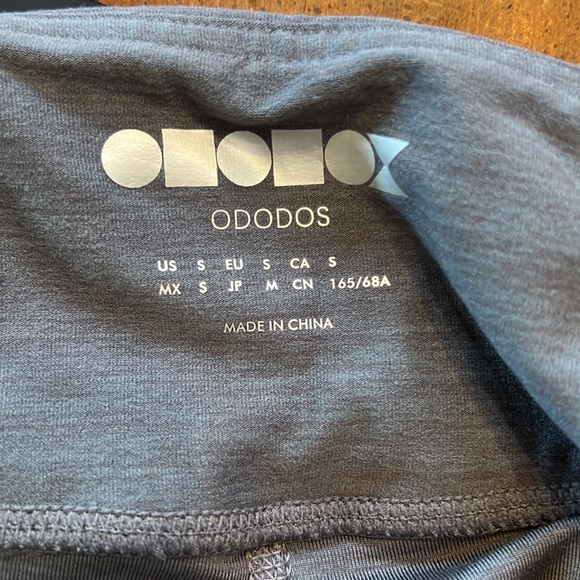 ODODOS
US S EU S CA S
MX S JP M CN 165/68A
MADE IN CHINA